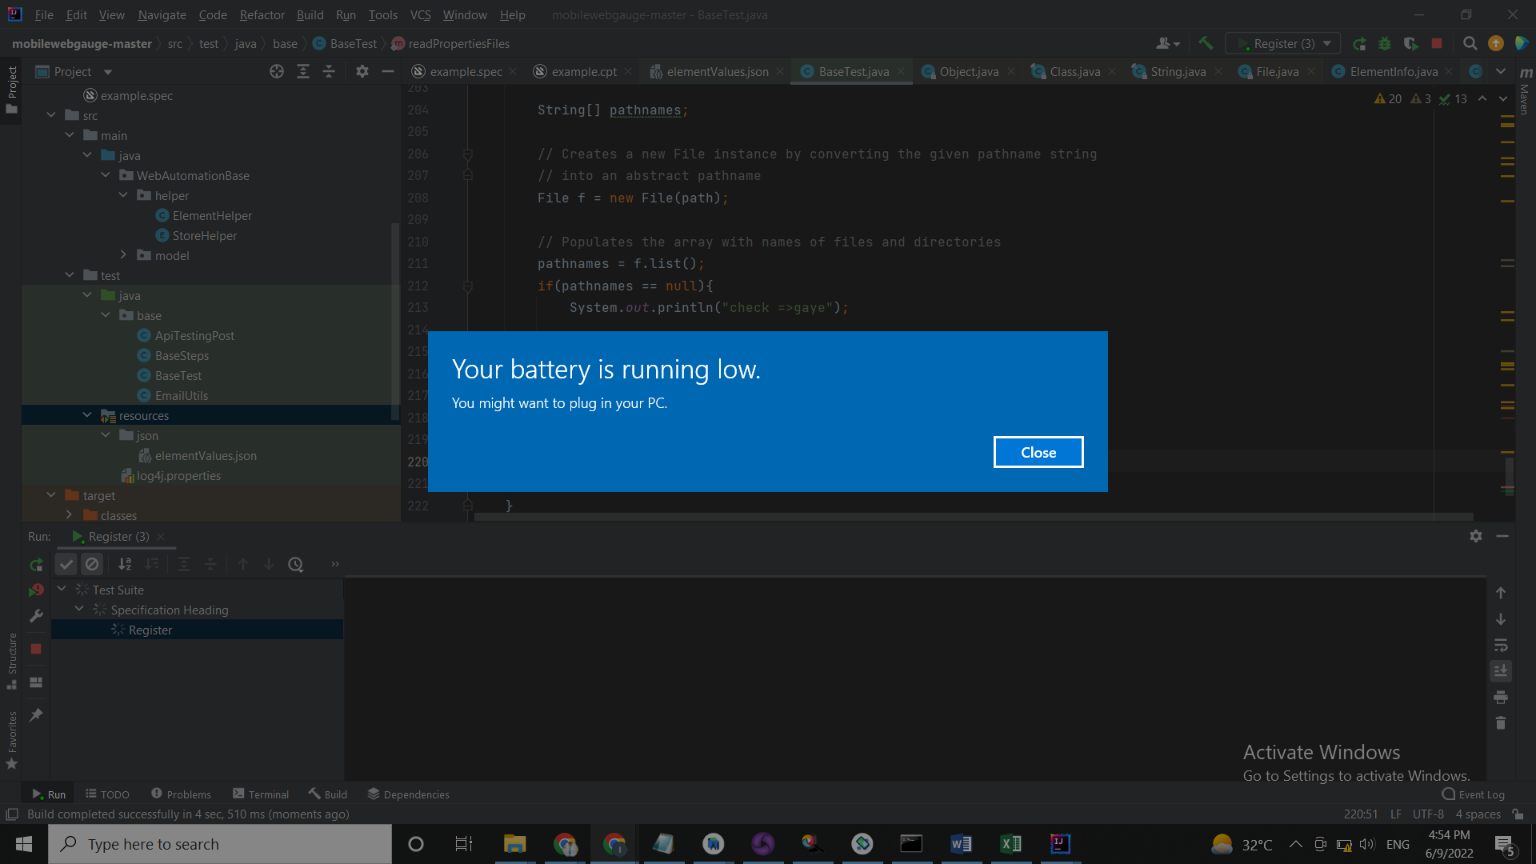 File Edit View Navigate Code Refactor Build Run Tools VCS Window Help mobilewebgauge-master - BaseTest.java
mobilewebgauge-master src test java base BaseTest readPropertiesFiles Register (3)
Project example.spec example.cpt elementValues.json BaseTest.java Object.java Class.java String.java File.java ElementInfo.java
Project
Maven
20 3 13
example.spec
src
main
java
WebAutomationBase
helper
ElementHelper
StoreHelper
model
test
java
base
ApiTestingPost
BaseSteps
BaseTest
EmailUtils
resources
json
elementValues.json
log4j.properties
target
classes
203
204 String[] pathnames;
205
206 // Creates a new File instance by converting the given pathname string
207 // into an abstract pathname
208 File f = new File(path);
209
210 // Populates the array with names of files and directories
211 pathnames = f.list();
212 if(pathnames == null){
213 System.out.println("check =>gaye");
214
215
216
217
218
219
220
221
222 }
Your battery is running low.
You might want to plug in your PC.
Close
Run: Register (3)
Test Suite
Specification Heading
Register
Structure
Favorites
Activate Windows
Go to Settings to activate Windows.
Run TODO Problems Terminal Build Dependencies Event Log
Build completed successfully in 4 sec, 510 ms (moments ago) 220:51 LF UTF-8 4 spaces
Type here to search 32°C ENG 4:54 PM
6/9/2022 5